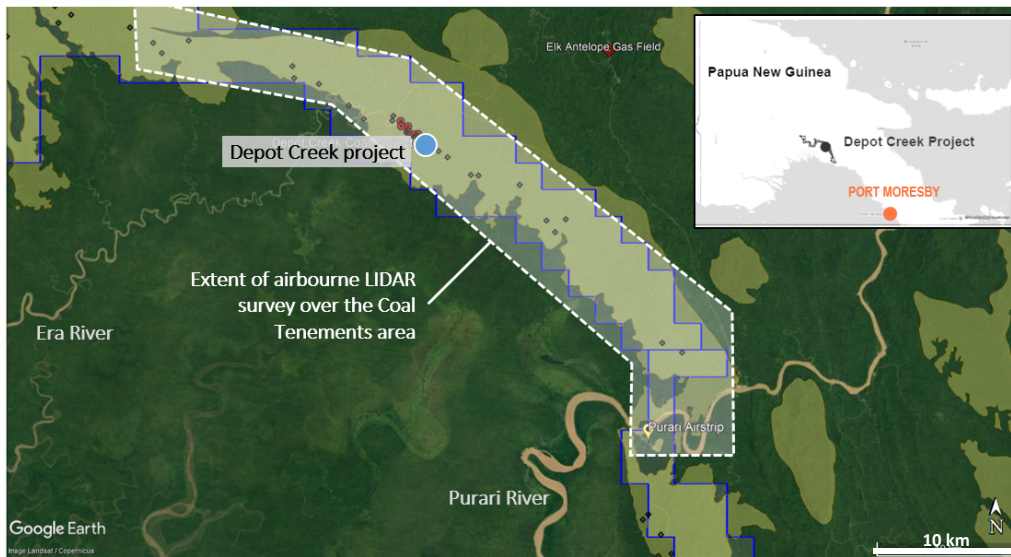 Elk Antelope Gas Field
Papua New Guinea
Depot Creek Project
PORT MORESBY
Depot Creek project
Extent of airbourne LIDAR
survey over the Coal
Tenements area
Era River
Purari Airstrip
Purari River
Google Earth
Image Landsat / Copernicus
N
10 km